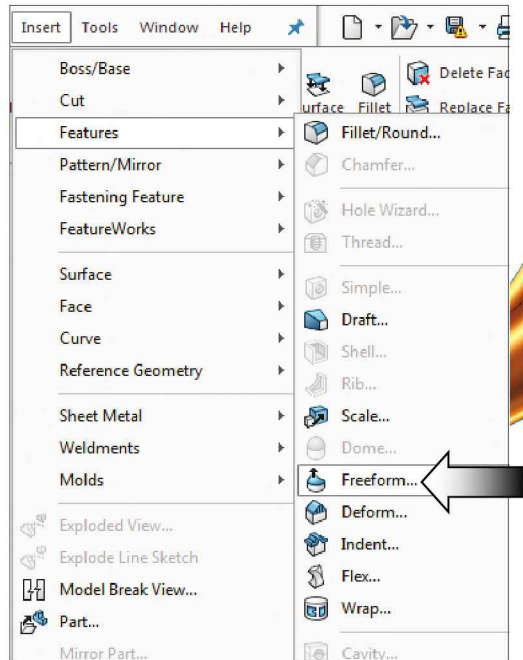 Insert Tools Window Help
Delete Fac
urface Fillet Replace Fa
Boss/Base
Cut
Features
Pattern/Mirror
Fastening Feature
FeatureWorks
Surface
Face
Curve
Reference Geometry
Sheet Metal
Weldments
Molds
Exploded View...
Explode Line Sketch
Model Break View...
Part...
Mirror Part...
Fillet/Round...
Chamfer...
Hole Wizard...
Thread...
Simple...
Draft...
Shell...
Rib...
Scale...
Dome...
Freeform...
Deform...
Indent...
Flex...
Wrap...
Cavity...